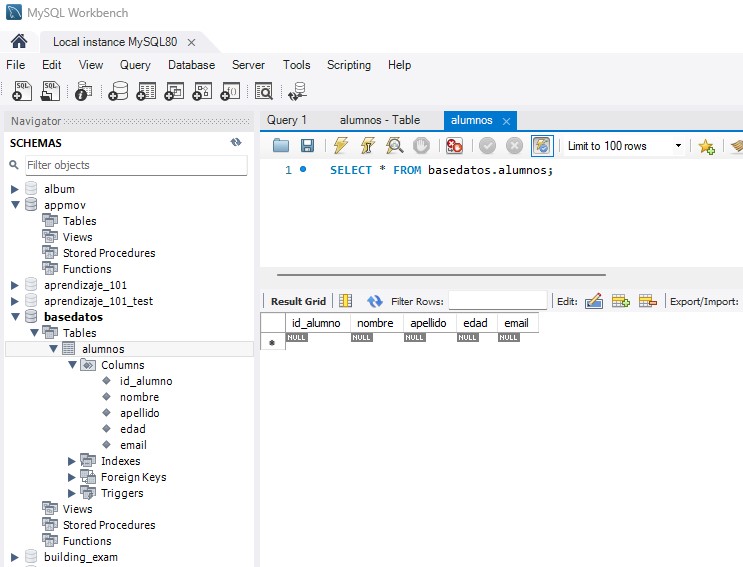 MySQL Workbench
Local instance MySQL80
File Edit View Query Database Server Tools Scripting Help
Navigator
SCHEMAS
Filter objects
album
appmov
Tables
Views
Stored Procedures
Functions
aprendizaje_101
aprendizaje_101_test
basedatos
Tables
alumnos
Columns
id_alumno
nombre
apellido
edad
email
Indexes
Foreign Keys
Triggers
Views
Stored Procedures
Functions
building_exam
Query 1 alumnos - Table alumnos
Limit to 100 rows
1 SELECT * FROM basedatos.alumnos;
Result Grid Filter Rows: Edit: Export/Import:
id_alumno nombre apellido edad email
NULL NULL NULL NULL NULL